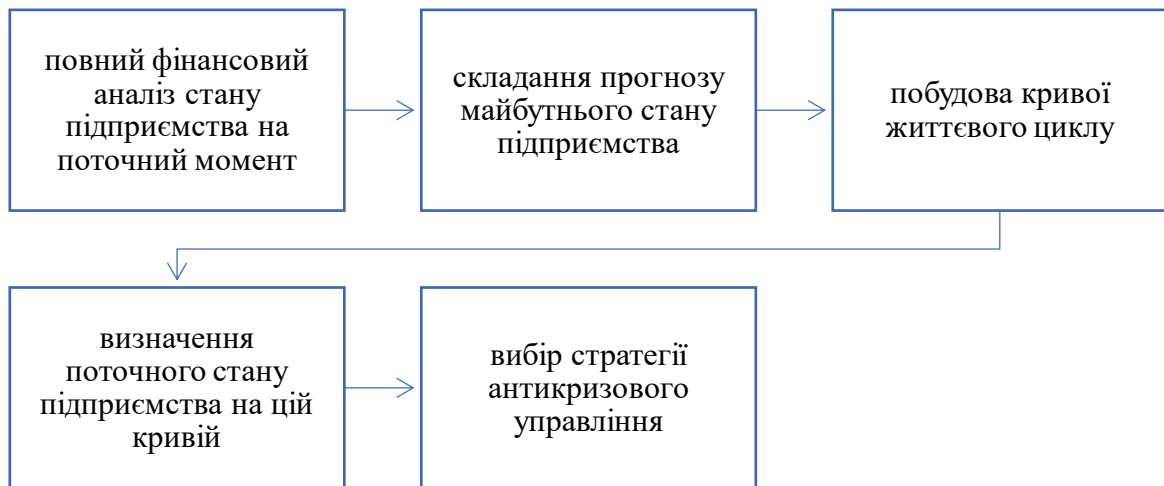 повний фінансовий
аналіз стану
підприємства на
поточний момент
складання прогнозу
майбутнього стану
підприємства
побудова кривої
життєвого циклу
визначення
поточного стану
підприємства на цій
кривій
вибір стратегії
антикризового
управління